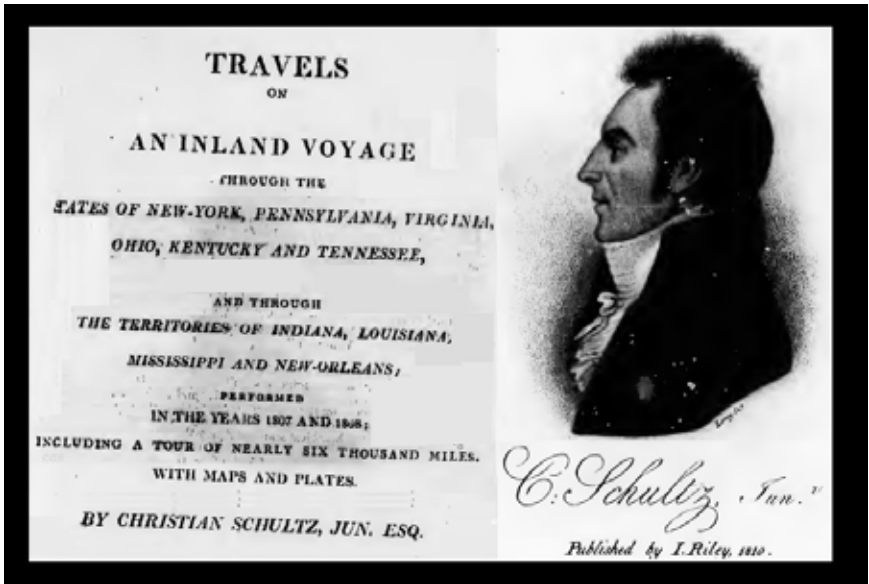 TRAVELS
ON
AN INLAND VOYAGE
THROUGH THE
STATES OF NEW-YORK, PENNSYLVANIA, VIRGINIA,
OHIO, KENTUCKY AND TENNESSEE,
AND THROUGH
THE TERRITORIES OF INDIANA, LOUISIANA,
MISSISSIPPI AND NEW-ORLEANS;
PERFORMED
IN THE YEARS 1807 AND 1808;
INCLUDING A TOUR OF NEARLY SIX THOUSAND MILES.
WITH MAPS AND PLATES.
BY CHRISTIAN SCHULTZ, JUN. ESQ.
C. Schultz, Jun.r
Published by I. Riley, 1810.